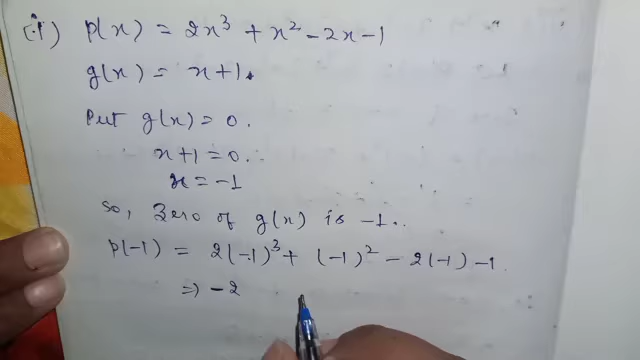 (i) p(x) = 2x³ + x² - 2x - 1
g(x) = x+1.
Put g(x) = 0.
x+1 = 0.
x = -1
So, Zero of g(x) is -1.
p(-1) = 2(-1)³ + (-1)² - 2(-1) - 1
⇒ -2